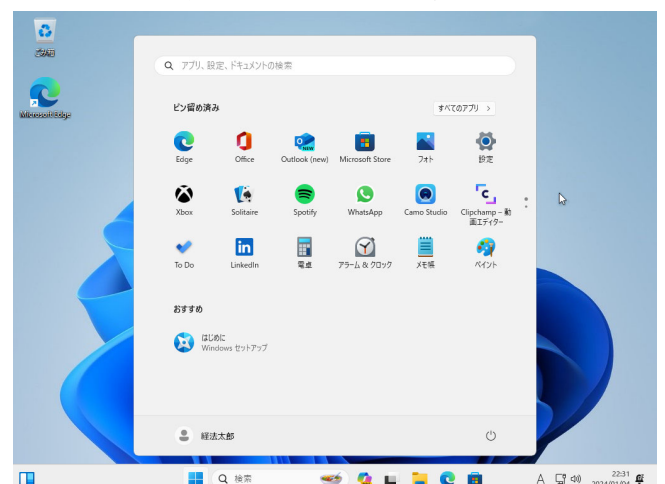 ごみ箱
Microsoft Edge
アプリ、設定、ドキュメントの検索
ピン留め済み
すべてのアプリ >
Edge
Office
Outlook (new)
Microsoft Store
フォト
設定
Xbox
Solitaire
Spotify
WhatsApp
Camo Studio
Clipchamp – 動
画エディター
To Do
LinkedIn
電卓
アラーム & クロック
メモ帳
ペイント
おすすめ
はじめに
Windows セットアップ
経法太郎
検索
A
22:31
2024/01/04